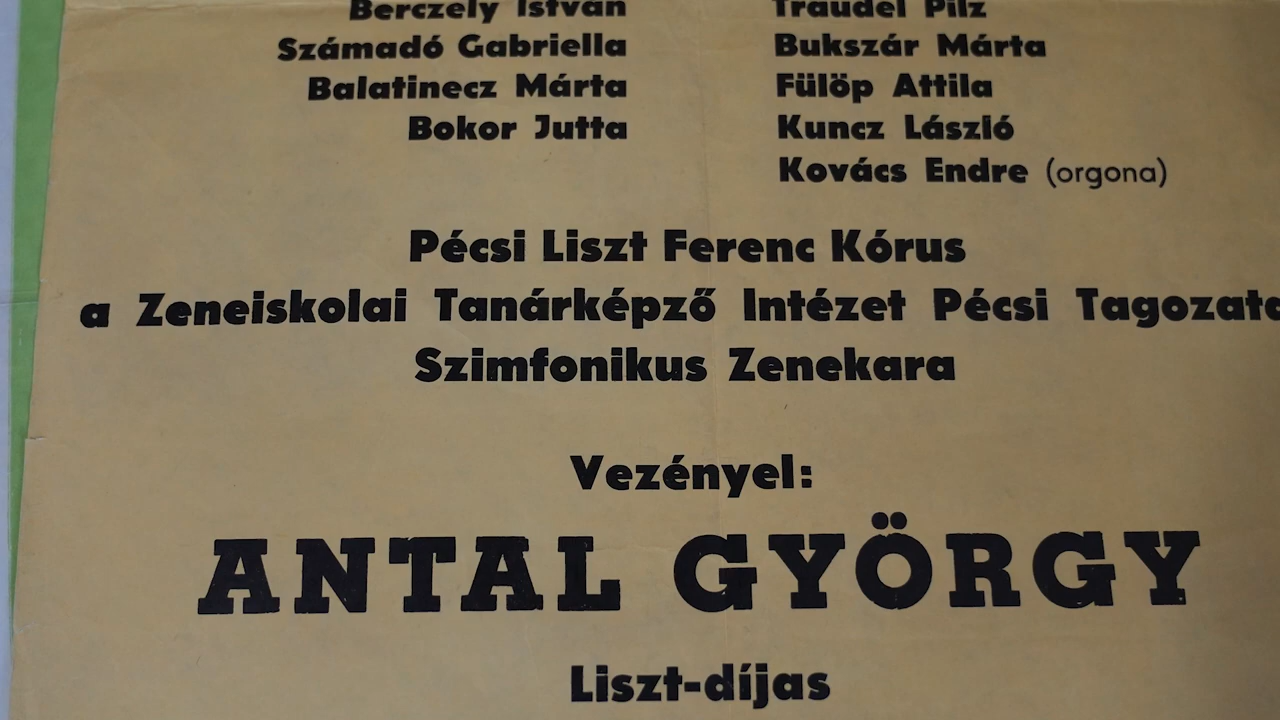 Berczely István
Traudel Pilz
Számadó Gabriella
Bukszár Márta
Balatinecz Márta
Fülöp Attila
Bokor Jutta
Kuncz László
Kovács Endre (orgona)
Pécsi Liszt Ferenc Kórus
a Zeneiskolai Tanárképző Intézet Pécsi
Szimfonikus Zenekara
Vezényel:
ANTAL GYÖRGY
Liszt-díjas